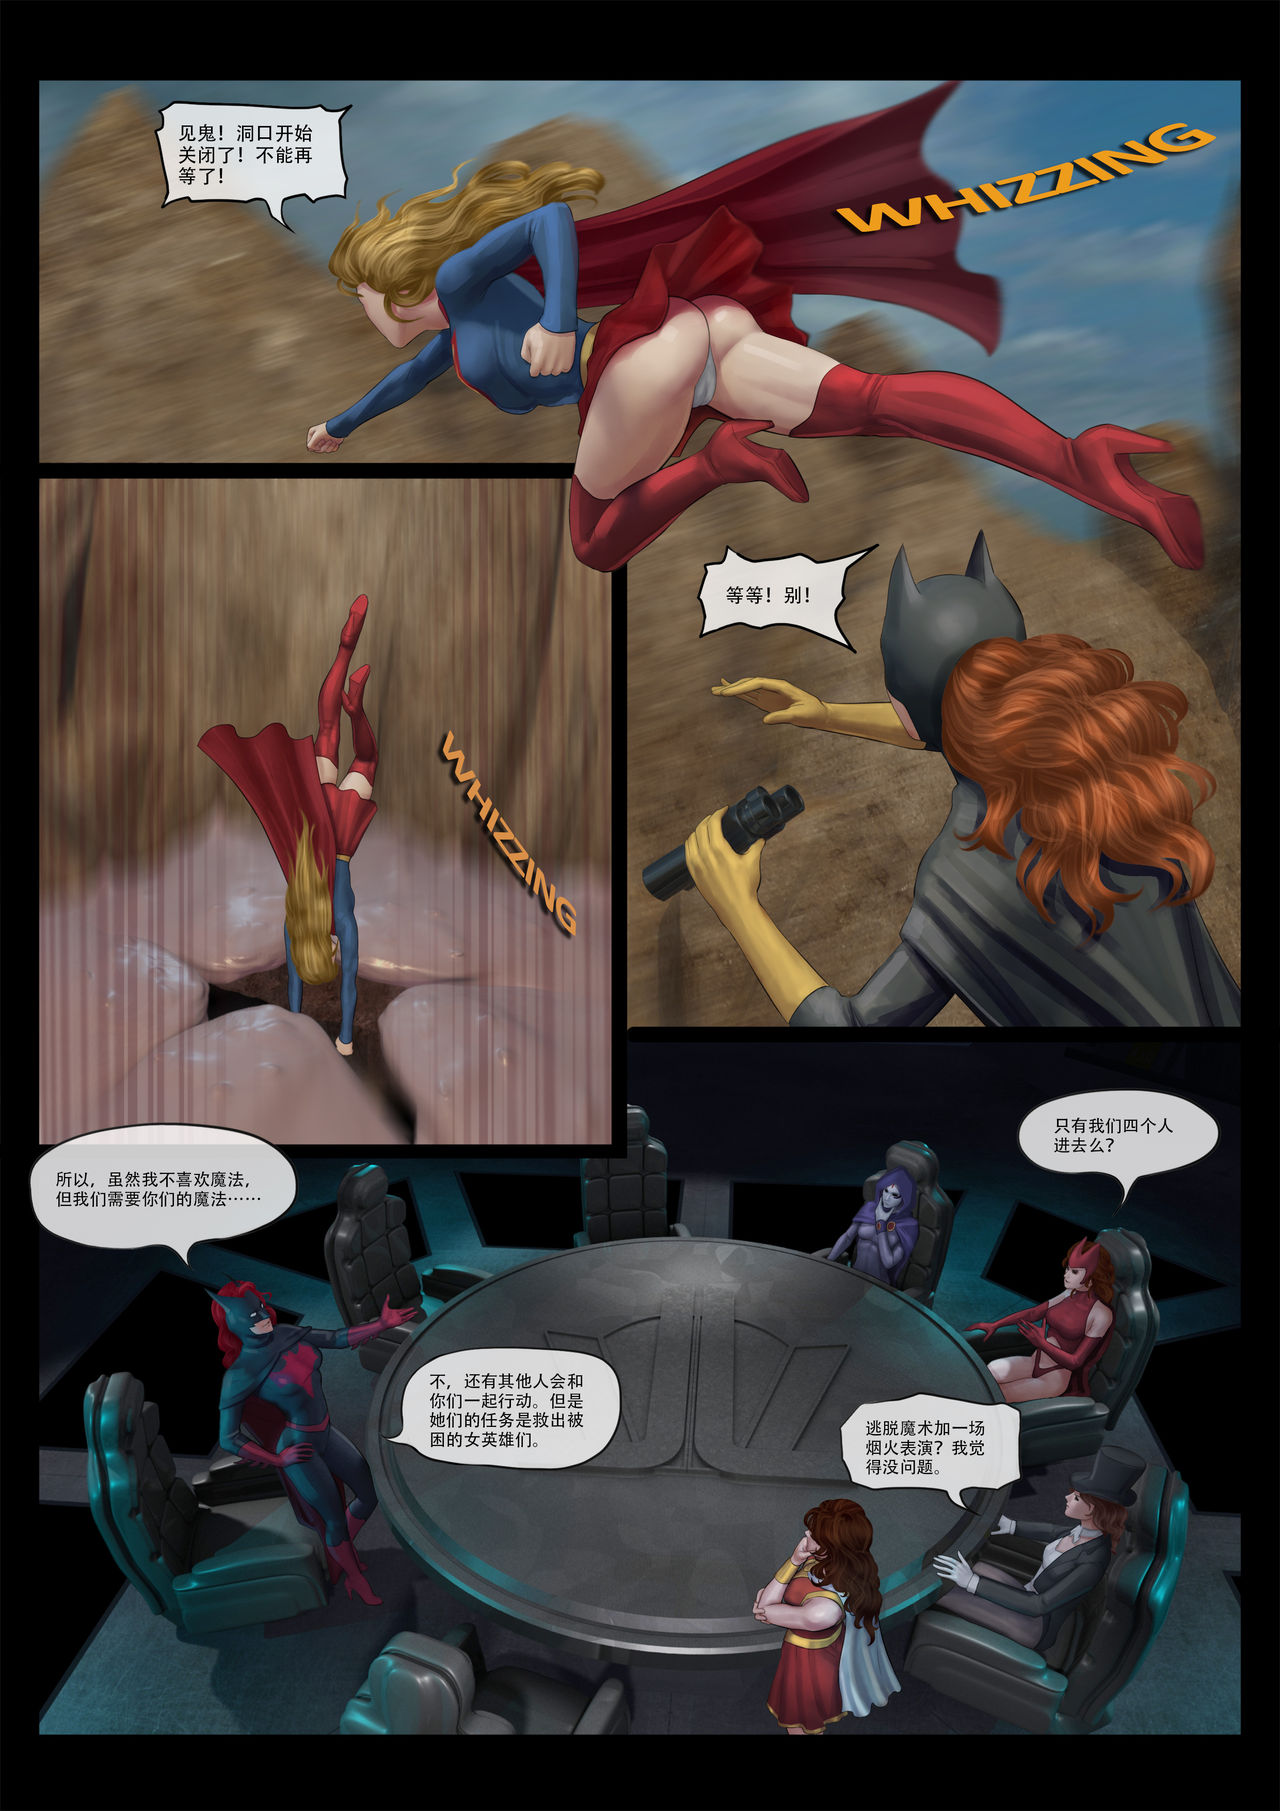 见鬼！洞口开始
关闭了！不能再
等了！
WHIZZING
等等！别！
WHIZZING
所以，虽然我不喜欢魔法，
但我们需要你们的魔法……
只有我们四个人
进去么？
不，还有其他人会和
你们一起行动。但是
她们的任务是救出被
困的女英雄们。
逃脱魔术加一场
烟火表演？我觉
得没问题。